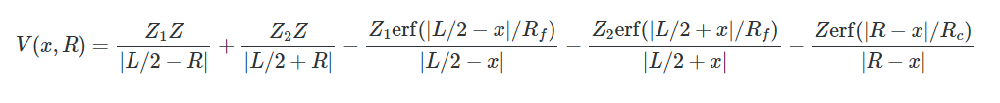 V(x, R) = \frac{Z_1 Z}{|L/2 - R|} + \frac{Z_2 Z}{|L/2 + R|} - \frac{Z_1 \mathrm{erf}(|L/2 - x|/R_f)}{|L/2 - x|} - \frac{Z_2 \mathrm{erf}(|L/2 + x|/R_f)}{|L/2 + x|} - \frac{Z \mathrm{erf}(|R - x|/R_c)}{|R - x|}